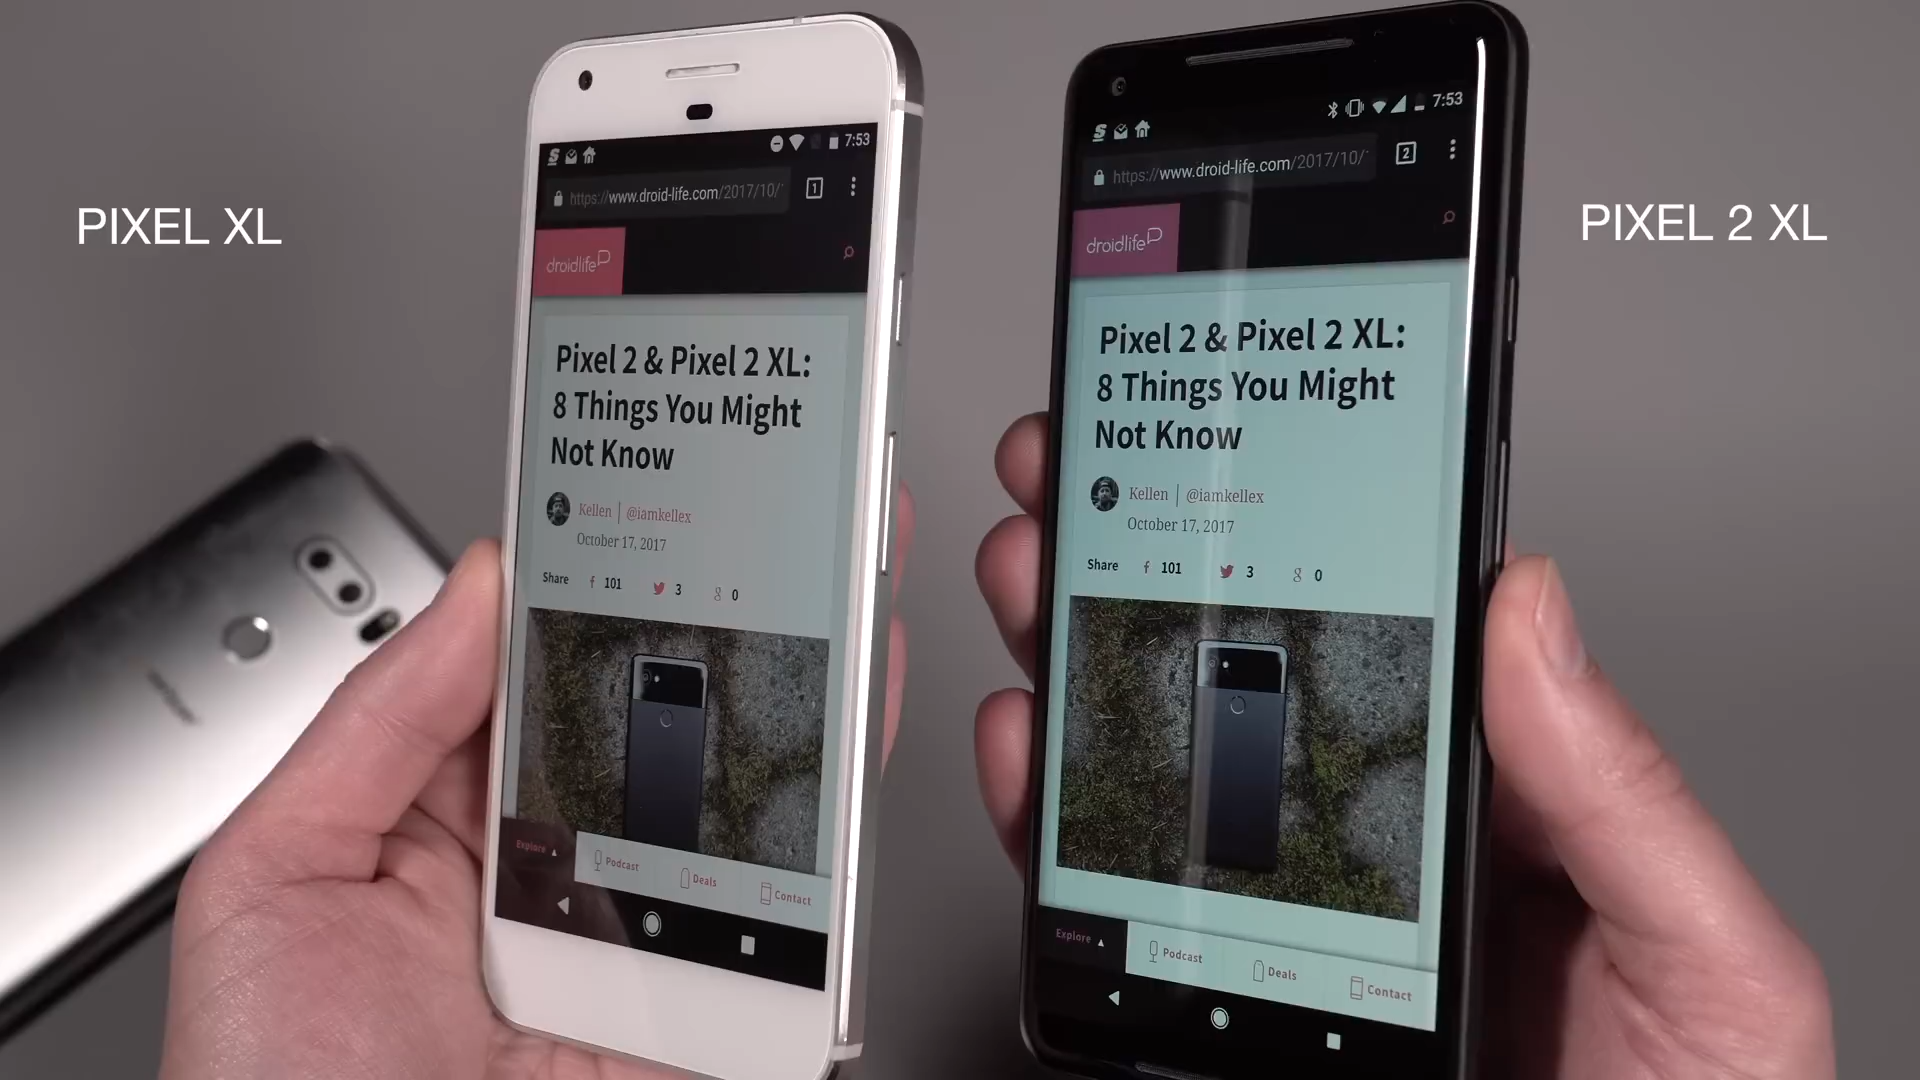 PIXEL XL
7:53
https://www.droid-life.com/2017/10/
1
droidlife
Pixel 2 & Pixel 2 XL:
8 Things You Might
Not Know
Kellen | @iamkellex
October 17, 2017
Share f 101 3 g 0
Explore
Podcast
Deals
Contact
PIXEL 2 XL
7:53
https://www.droid-life.com/2017/10/
2
droidlife
Pixel 2 & Pixel 2 XL:
8 Things You Might
Not Know
Kellen | @iamkellex
October 17, 2017
Share f 101 3 g 0
Explore
Podcast
Deals
Contact